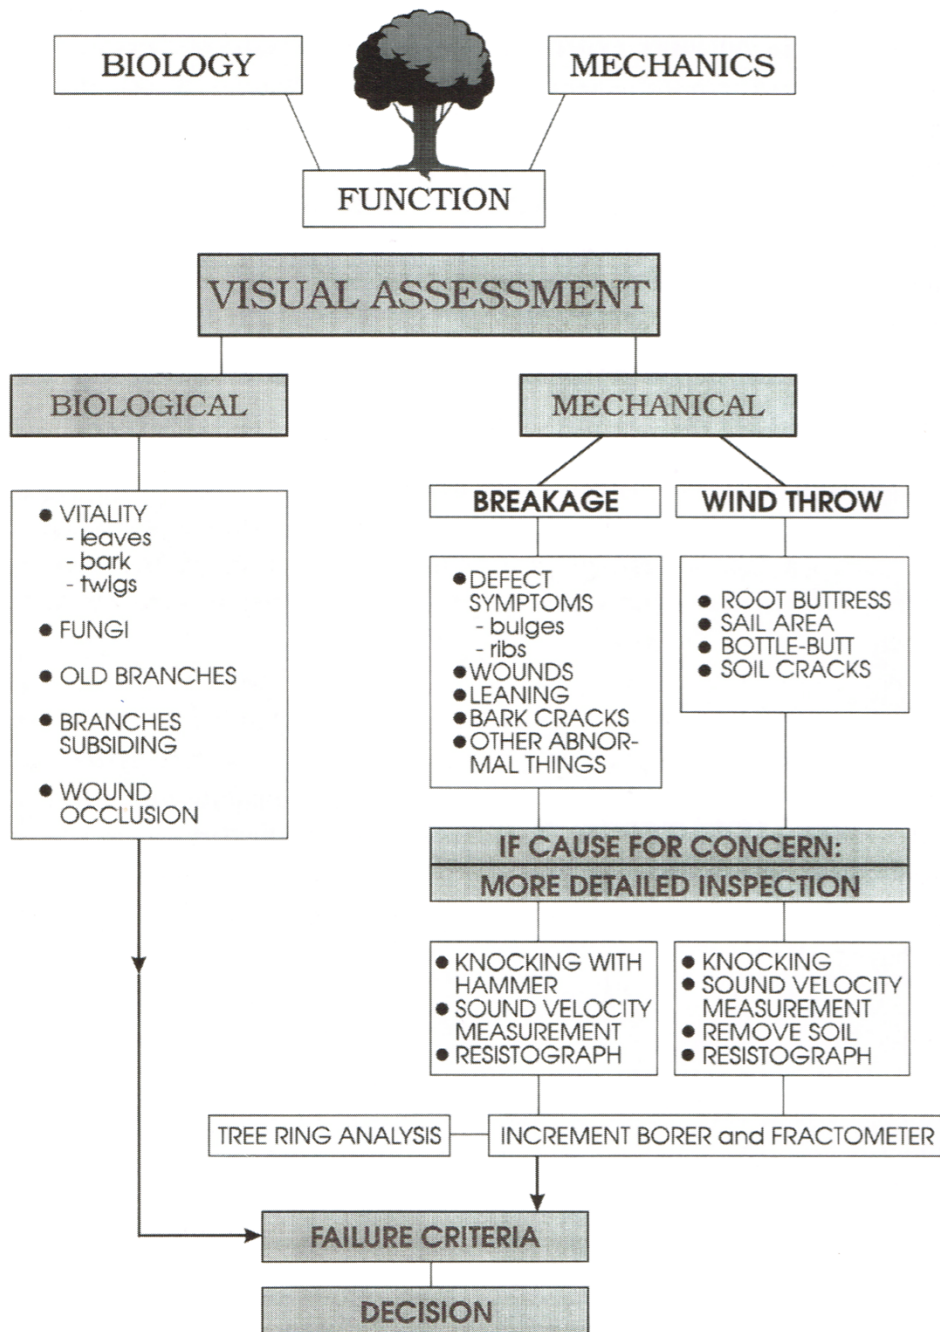 BIOLOGY
MECHANICS
FUNCTION
VISUAL ASSESSMENT
BIOLOGICAL
MECHANICAL
● VITALITY
- leaves
- bark
- twigs
● FUNGI
● OLD BRANCHES
● BRANCHES
SUBSIDING
● WOUND
OCCLUSION
BREAKAGE
● DEFECT
SYMPTOMS
- bulges
- ribs
● WOUNDS
● LEANING
● BARK CRACKS
● OTHER ABNOR-
MAL THINGS
WIND THROW
● ROOT BUTTRESS
● SAIL AREA
● BOTTLE-BUTT
● SOIL CRACKS
IF CAUSE FOR CONCERN:
MORE DETAILED INSPECTION
● KNOCKING WITH
HAMMER
● SOUND VELOCITY
MEASUREMENT
● RESISTOGRAPH
● KNOCKING
● SOUND VELOCITY
MEASUREMENT
● REMOVE SOIL
● RESISTOGRAPH
TREE RING ANALYSIS
INCREMENT BORER and FRACTOMETER
FAILURE CRITERIA
DECISION